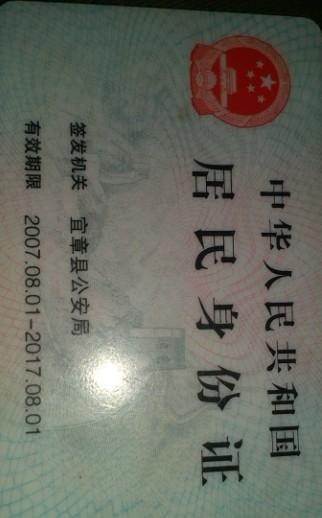 中华人民共和国
居民身份证
签发机关 宜章县公安局
有效期限 2007.08.01-2017.08.01